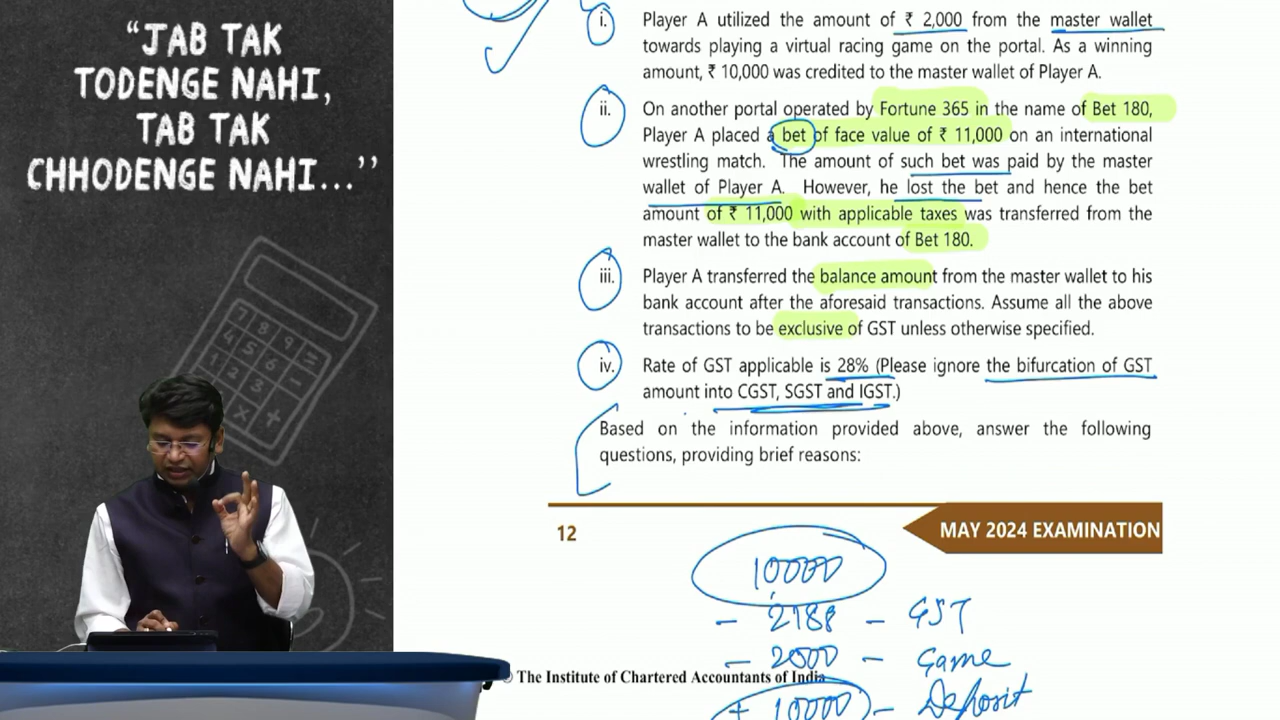 “JAB TAK
TODENGE NAHI,
TAB TAK
CHHODENGE NAHI...’’
i. Player A utilized the amount of ₹ 2,000 from the master wallet
towards playing a virtual racing game on the portal. As a winning
amount, ₹ 10,000 was credited to the master wallet of Player A.
ii. On another portal operated by Fortune 365 in the name of Bet 180,
Player A placed a bet of face value of ₹ 11,000 on an international
wrestling match. The amount of such bet was paid by the master
wallet of Player A. However, he lost the bet and hence the bet
amount of ₹ 11,000 with applicable taxes was transferred from the
master wallet to the bank account of Bet 180.
iii. Player A transferred the balance amount from the master wallet to his
bank account after the aforesaid transactions. Assume all the above
transactions to be exclusive of GST unless otherwise specified.
iv. Rate of GST applicable is 28% (Please ignore the bifurcation of GST
amount into CGST, SGST and IGST.)
Based on the information provided above, answer the following
questions, providing brief reasons:
12
MAY 2024 EXAMINATION
10000
- 2188 - GST
- 2000 - Game
© The Institute of Chartered Accountants of India
+ 10000 - Deposit
7 8 9 =
4 5 6 -
1 2 3
x +